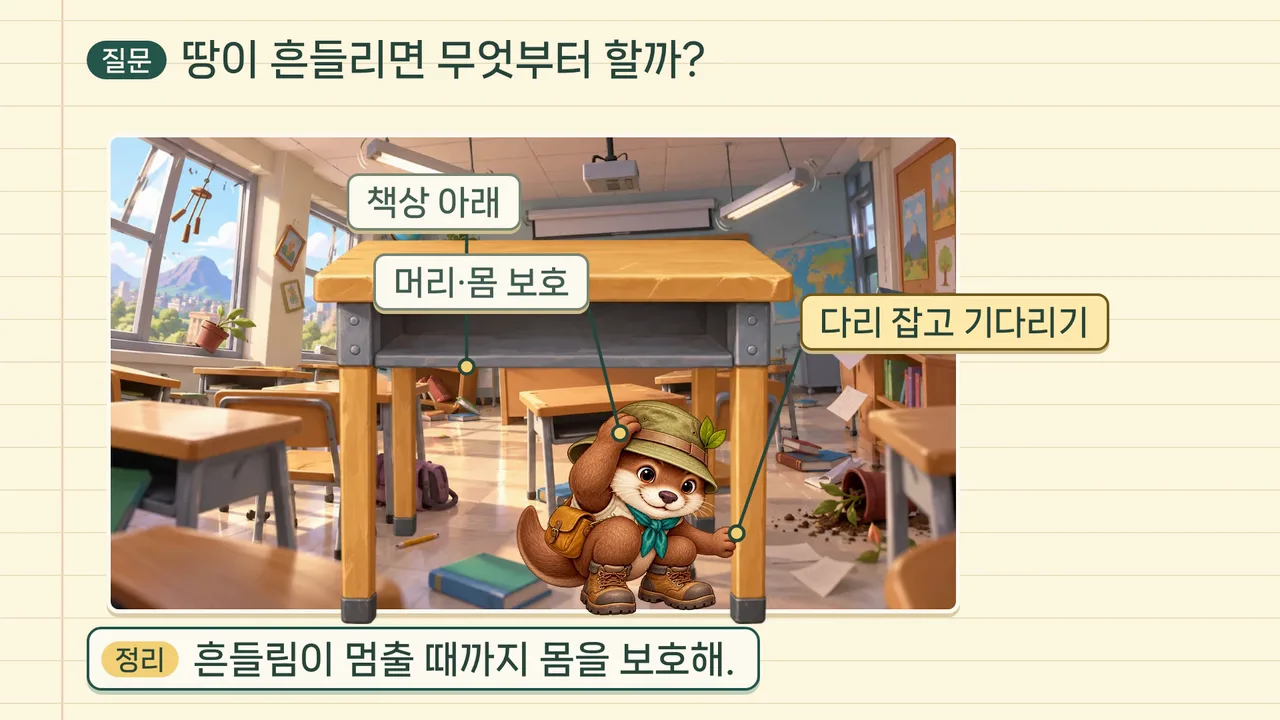 질문 땅이 흔들리면 무엇부터 할까?
책상 아래
머리·몸 보호
다리 잡고 기다리기
정리 흔들림이 멈출 때까지 몸을 보호해.